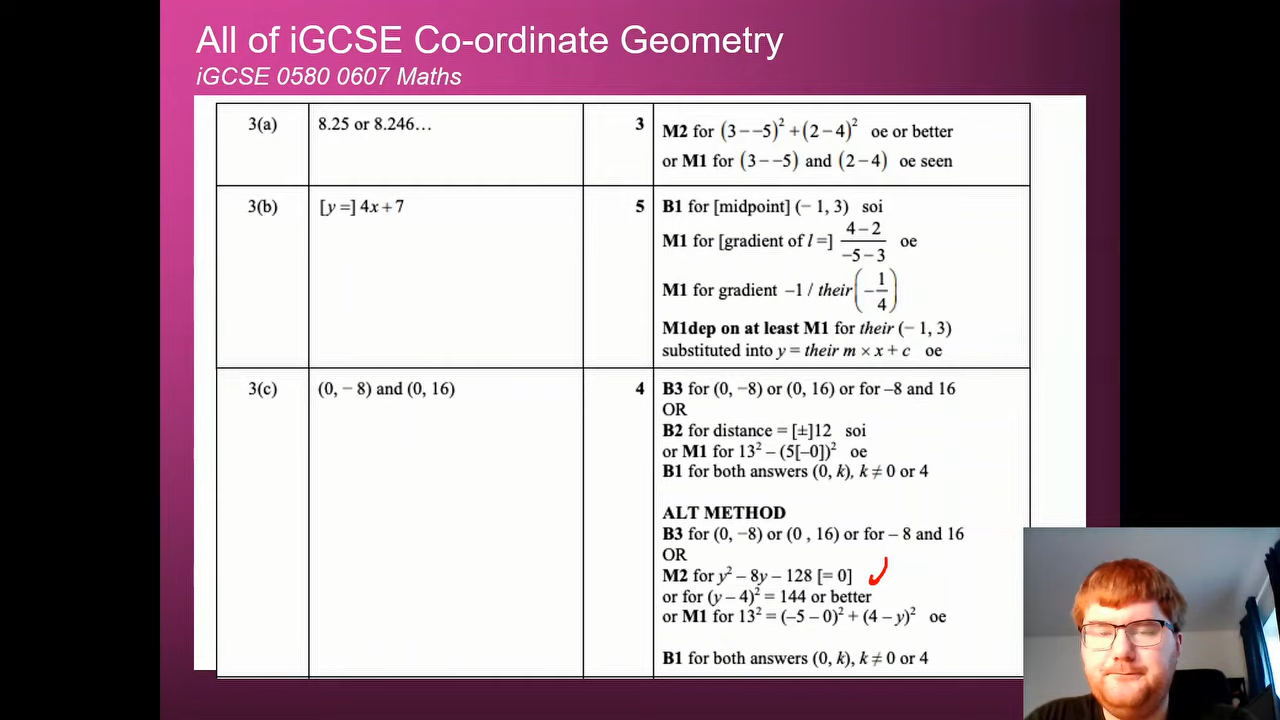 All of iGCSE Co-ordinate Geometry
iGCSE 0580 0607 Maths
3(a) 8.25 or 8.246… 3 M2 for (3 − −5)² + (2 − 4)² oe or better
or M1 for (3 − −5) and (2 − 4) oe seen
3(b) [y =] 4x + 7 5 B1 for [midpoint] (− 1, 3) soi
M1 for [gradient of l =] (4 − 2)/(−5 − 3) oe
M1 for gradient −1 / their (− 1/4)
M1dep on at least M1 for their (− 1, 3)
substituted into y = their m × x + c oe
3(c) (0, − 8) and (0, 16) 4 B3 for (0, −8) or (0, 16) or for −8 and 16
OR
B2 for distance = [±]12 soi
or M1 for 13² − (5[−0])² oe
B1 for both answers (0, k), k ≠ 0 or 4
ALT METHOD
B3 for (0, −8) or (0 , 16) or for − 8 and 16
OR
M2 for y² − 8y − 128 [= 0]
or for (y − 4)² = 144 or better
or M1 for 13² = (−5 − 0)² + (4 − y)² oe
B1 for both answers (0, k), k ≠ 0 or 4